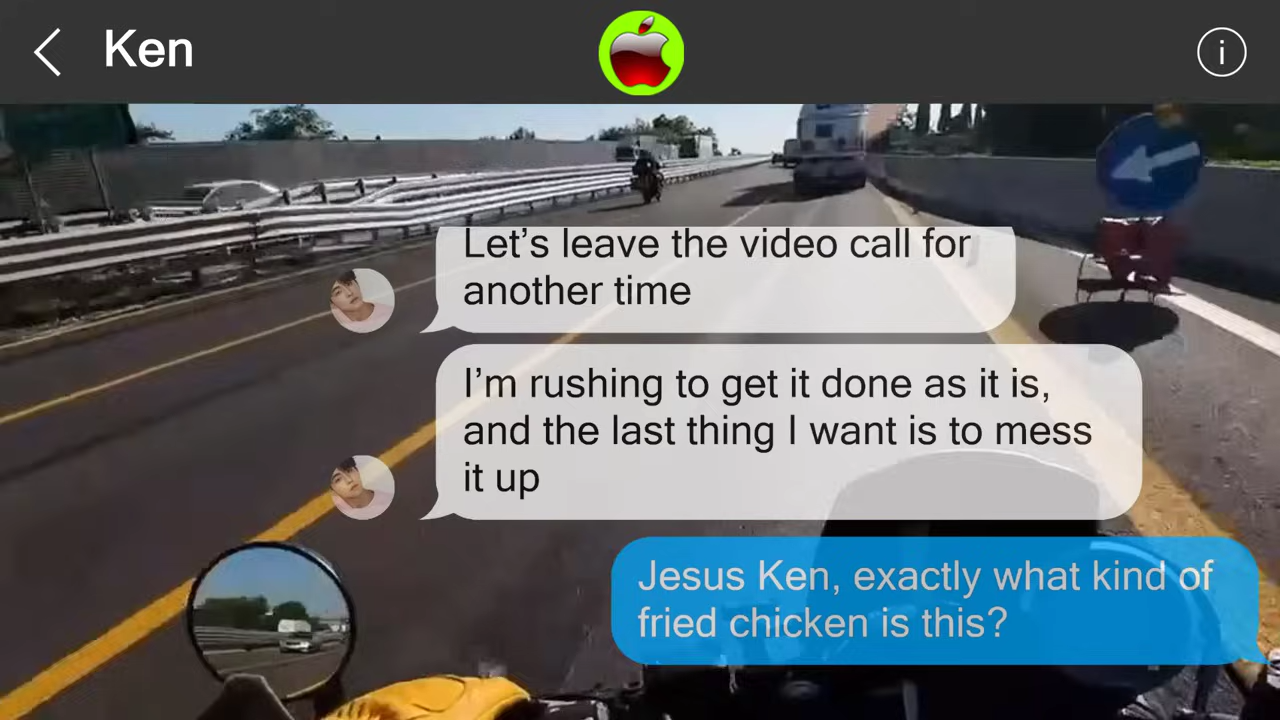 Ken
Let’s leave the video call for
another time
I’m rushing to get it done as it is,
and the last thing I want is to mess
it up
Jesus Ken, exactly what kind of
fried chicken is this?